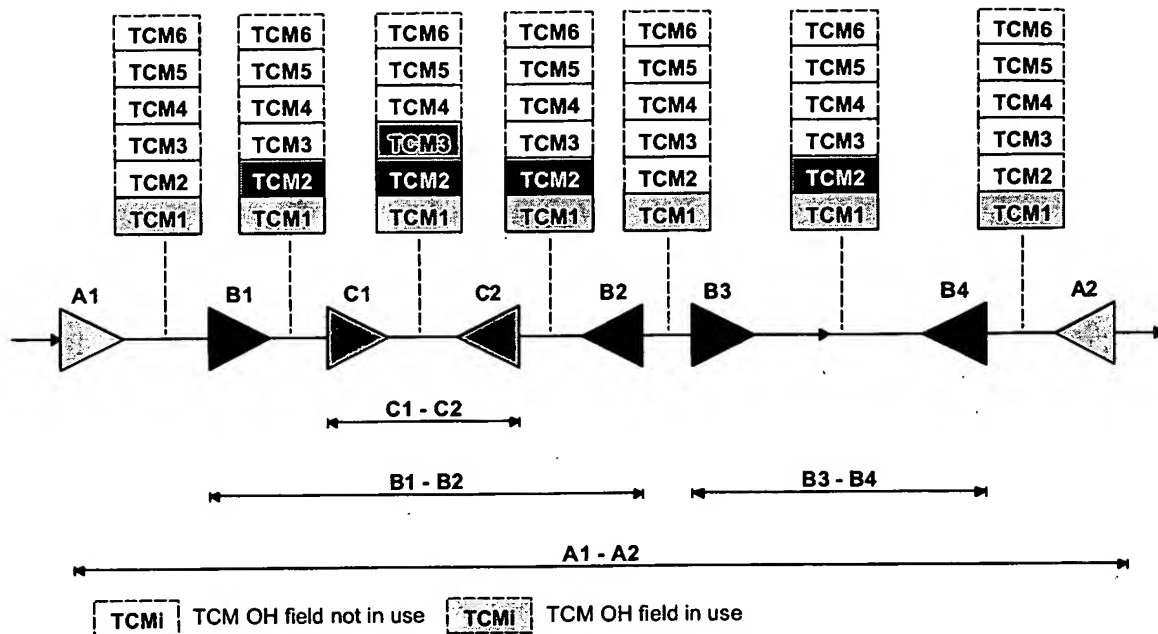 TCM6 TCM6 TCM6 TCM6 TCM6 TCM6 TCM6
TCM5 TCM5 TCM5 TCM5 TCM5 TCM5 TCM5
TCM4 TCM4 TCM4 TCM4 TCM4 TCM4 TCM4
TCM3 TCM3 TCM3 TCM3 TCM3 TCM3 TCM3
TCM2 TCM2 TCM2 TCM2 TCM2 TCM2 TCM2
TCM1 TCM1 TCM1 TCM1 TCM1 TCM1 TCM1
A1 B1 C1 C2 B2 B3 B4 A2
C1 - C2
B1 - B2 B3 - B4
A1 - A2
TCMi TCM OH field not in use TCMi TCM OH field in use